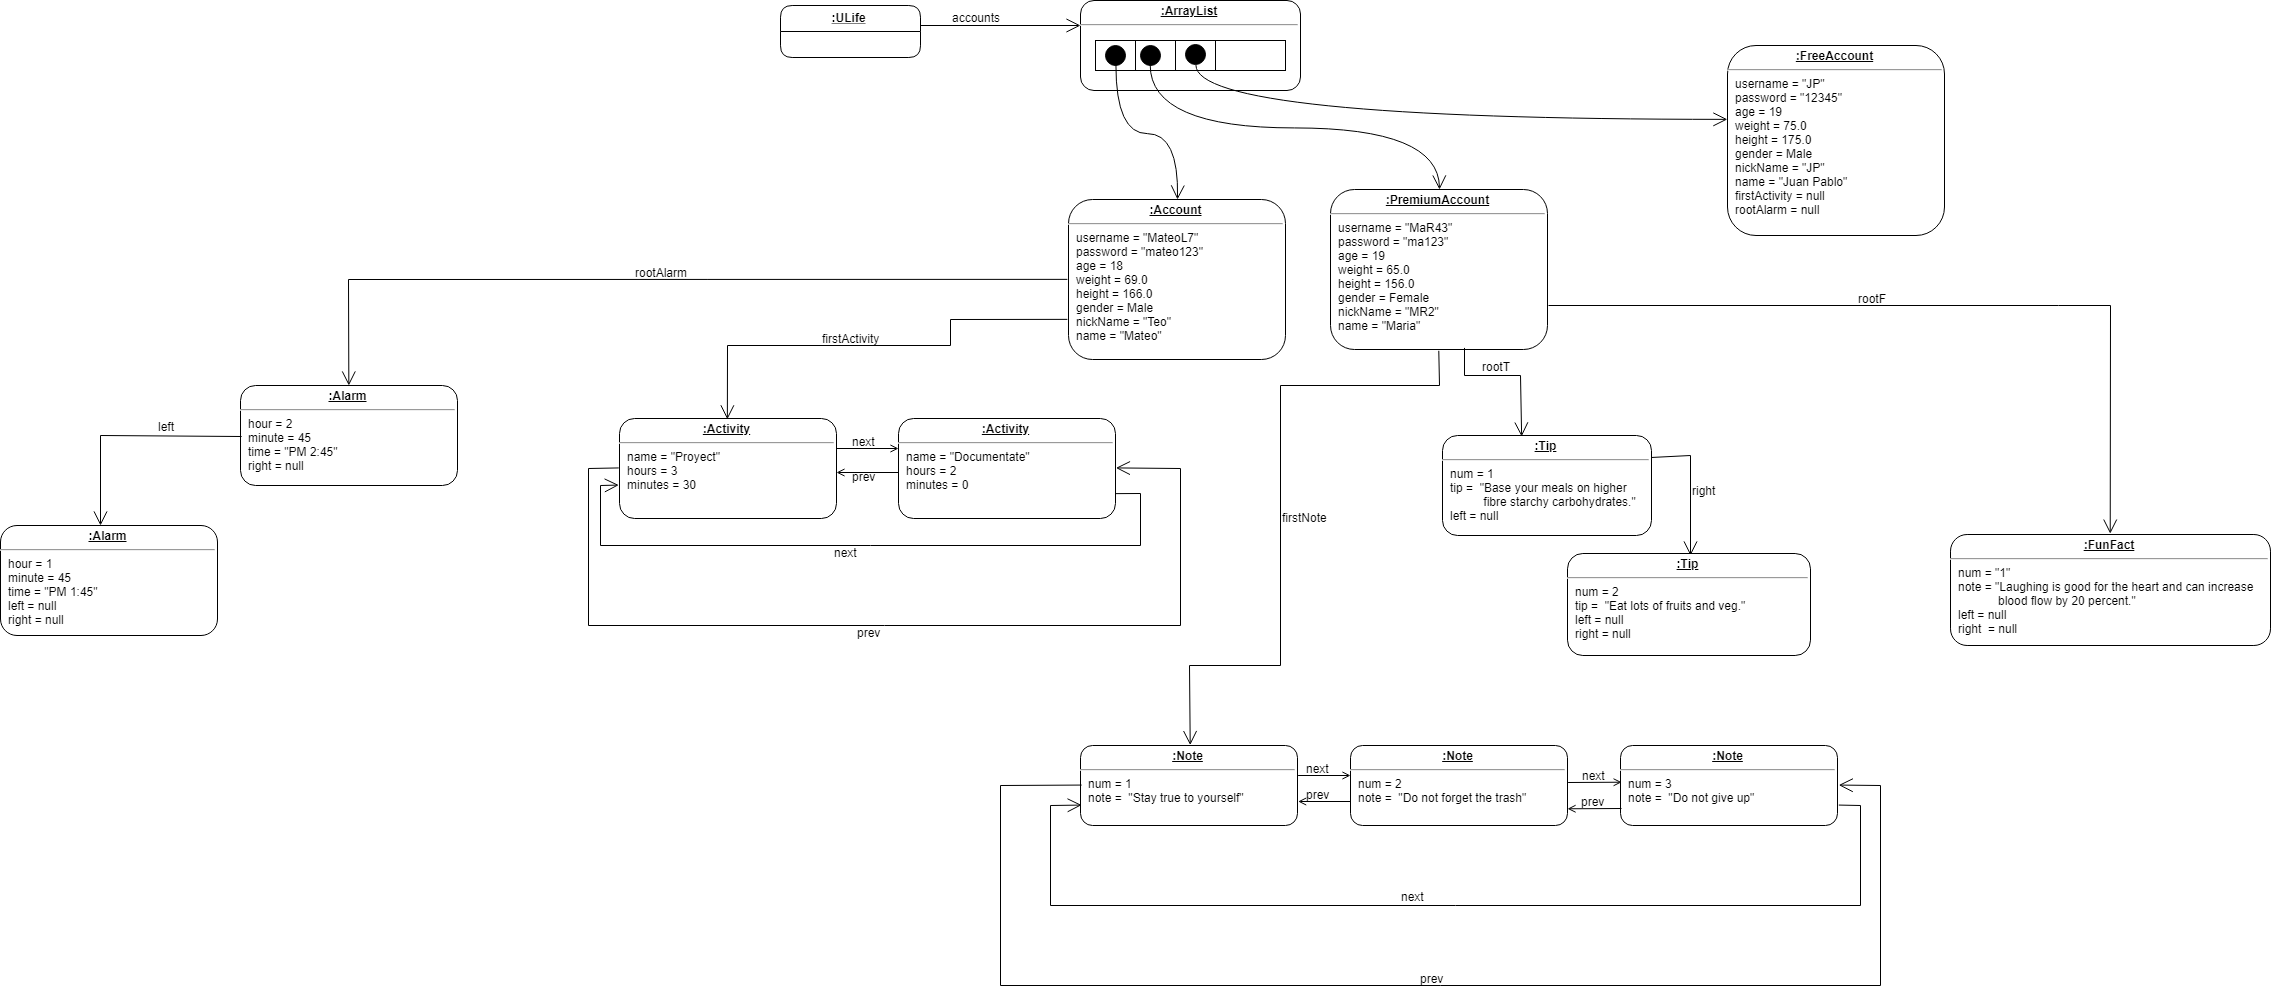 :ULife
accounts
:ArrayList
:FreeAccount
username = "JP"
password = "12345"
age = 19
weight = 75.0
height = 175.0
gender = Male
nickName = "JP"
name = "Juan Pablo"
firstActivity = null
rootAlarm = null
:Account
username = "MateoL7"
password = "mateo123"
age = 18
weight = 69.0
height = 166.0
gender = Male
nickName = "Teo"
name = "Mateo"
:PremiumAccount
username = "MaR43"
password = "ma123"
age = 19
weight = 65.0
height = 156.0
gender = Female
nickName = "MR2"
name = "Maria"
rootAlarm
firstActivity
rootF
rootT
firstNote
:Alarm
hour = 2
minute = 45
time = "PM 2:45"
right = null
left
:Alarm
hour = 1
minute = 45
time = "PM 1:45"
left = null
right = null
:Activity
name = "Proyect"
hours = 3
minutes = 30
next
prev
:Activity
name = "Documentate"
hours = 2
minutes = 0
next
prev
:Tip
num = 1
tip =  "Base your meals on higher
fibre starchy carbohydrates."
left = null
right
:Tip
num = 2
tip =  "Eat lots of fruits and veg."
left = null
right = null
:FunFact
num = "1"
note = "Laughing is good for the heart and can increase
blood flow by 20 percent."
left = null
right  = null
:Note
num = 1
note =  "Stay true to yourself"
next
prev
:Note
num = 2
note =  "Do not forget the trash"
next
prev
:Note
num = 3
note =  "Do not give up"
next
prev